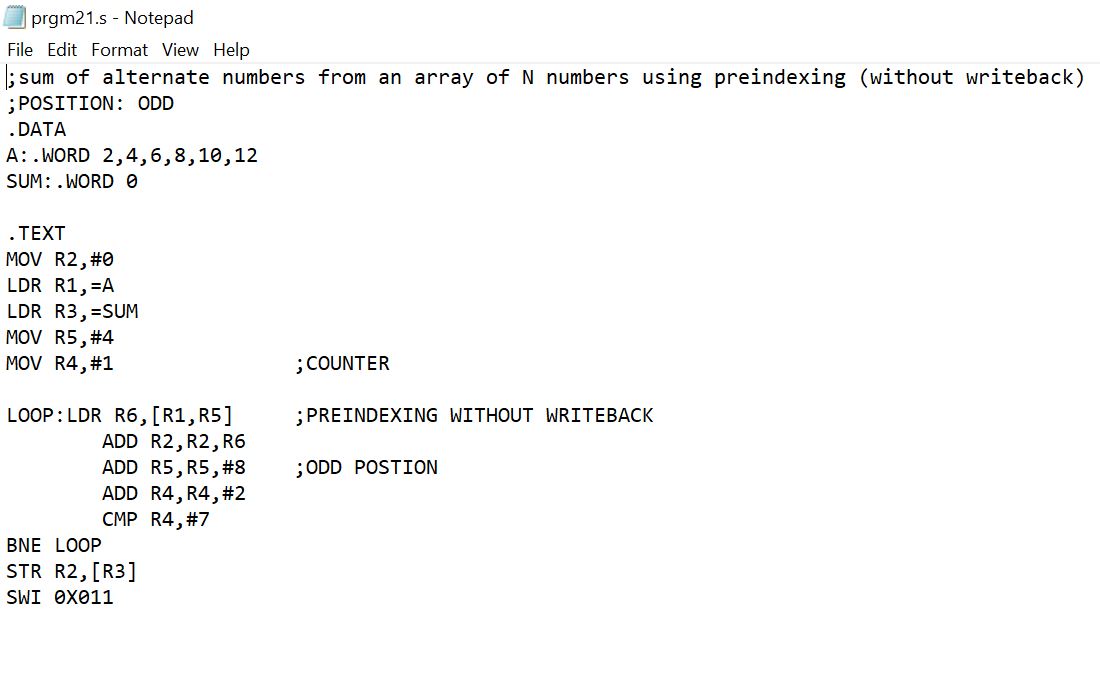 prgm21.s - Notepad
File Edit Format View Help
;sum of alternate numbers from an array of N numbers using preindexing (without writeback)
;POSITION: ODD
.DATA
A:.WORD 2,4,6,8,10,12
SUM:.WORD 0
.TEXT
MOV R2,#0
LDR R1,=A
LDR R3,=SUM
MOV R5,#4
MOV R4,#1 ;COUNTER
LOOP:LDR R6,[R1,R5] ;PREINDEXING WITHOUT WRITEBACK
ADD R2,R2,R6
ADD R5,R5,#8 ;ODD POSTION
ADD R4,R4,#2
CMP R4,#7
BNE LOOP
STR R2,[R3]
SWI 0X011